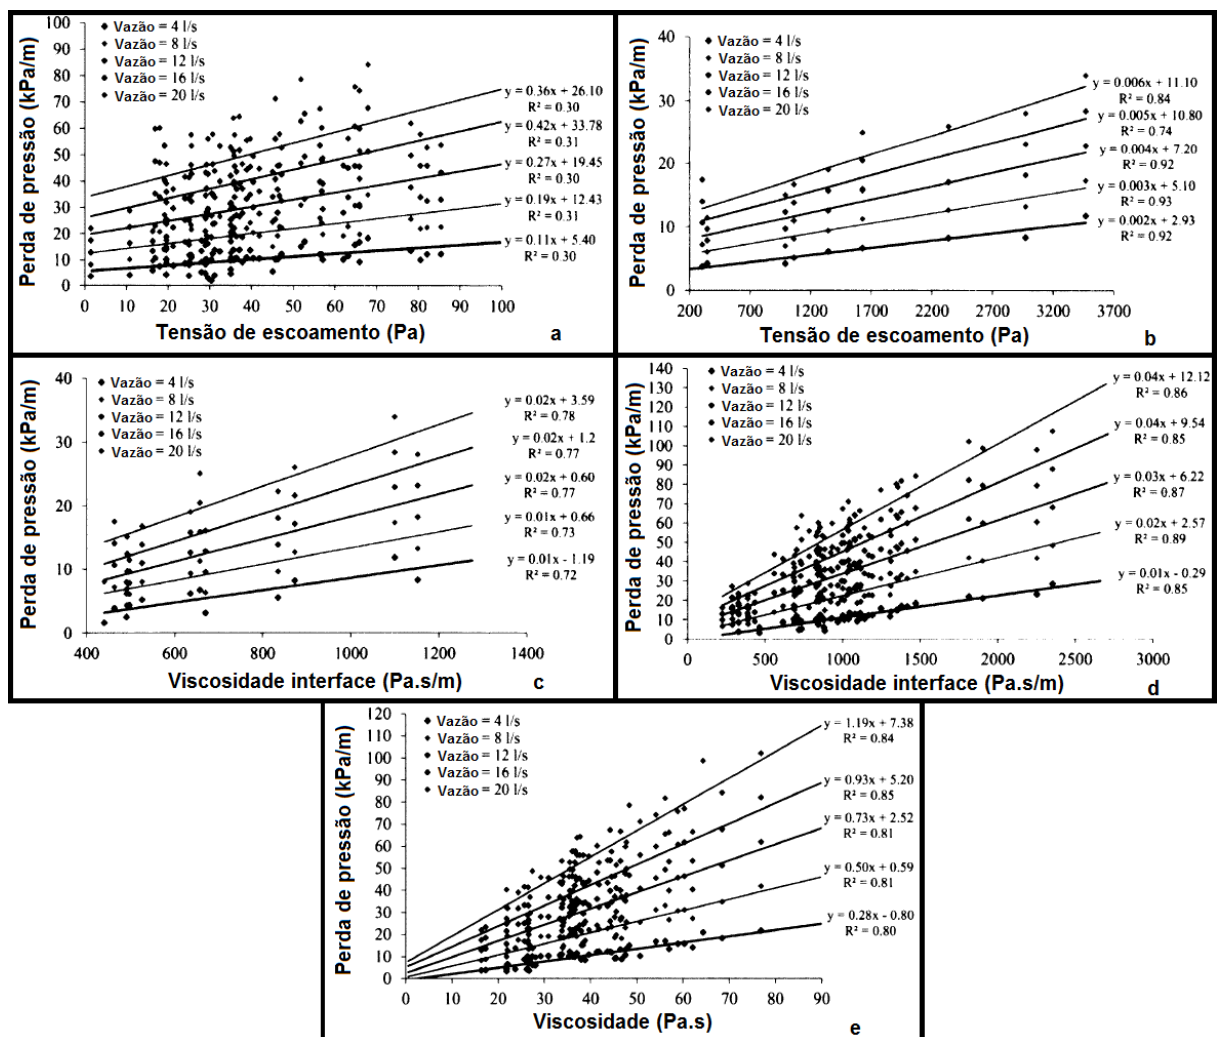 Perda de pressão (kPa/m)
100
90
80
70
60
50
40
30
20
10
0
Vazão = 4 l/s
Vazão = 8 l/s
Vazão = 12 l/s
Vazão = 16 l/s
Vazão = 20 l/s
y = 0.36x + 26.10
R² = 0.30
y = 0.42x + 33.78
R² = 0.31
y = 0.27x + 19.45
R² = 0.30
y = 0.19x + 12.43
R² = 0.31
y = 0.11x + 5.40
R² = 0.30
0 10 20 30 40 50 60 70 80 90 100
Tensão de escoamento (Pa)
a
Perda de pressão (kPa/m)
40
30
20
10
0
Vazão = 4 l/s
Vazão = 8 l/s
Vazão = 12 l/s
Vazão = 16 l/s
Vazão = 20 l/s
y = 0.006x + 11.10
R² = 0.84
y = 0.005x + 10.80
R² = 0.74
y = 0.004x + 7.20
R² = 0.92
y = 0.003x + 5.10
R² = 0.93
y = 0.002x + 2.93
R² = 0.92
200 700 1200 1700 2200 2700 3200 3700
Tensão de escoamento (Pa)
b
Perda de pressão (kPa/m)
40
30
20
10
0
Vazão = 4 l/s
Vazão = 8 l/s
Vazão = 12 l/s
Vazão = 16 l/s
Vazão = 20 l/s
y = 0.02x + 3.59
R² = 0.78
y = 0.02x + 1.2
R² = 0.77
y = 0.02x + 0.60
R² = 0.77
y = 0.01x + 0.66
R² = 0.73
y = 0.01x - 1.19
R² = 0.72
400 600 800 1000 1200 1400
Viscosidade interface (Pa.s/m)
c
Perda de pressão (kPa/m)
140
130
120
110
100
90
80
70
60
50
40
30
20
10
0
Vazão = 4 l/s
Vazão = 8 l/s
Vazão = 12 l/s
Vazão = 16 l/s
Vazão = 20 l/s
y = 0.04x + 12.12
R² = 0.86
y = 0.04x + 9.54
R² = 0.85
y = 0.03x + 6.22
R² = 0.87
y = 0.02x + 2.57
R² = 0.89
y = 0.01x - 0.29
R² = 0.85
0 500 1000 1500 2000 2500 3000
Viscosidade interface (Pa.s/m)
d
Perda de pressão (kPa/m)
120
110
100
90
80
70
60
50
40
30
20
10
0
Vazão = 4 l/s
Vazão = 8 l/s
Vazão = 12 l/s
Vazão = 16 l/s
Vazão = 20 l/s
y = 1.19x + 7.38
R² = 0.84
y = 0.93x + 5.20
R² = 0.85
y = 0.73x + 2.52
R² = 0.81
y = 0.50x + 0.59
R² = 0.81
y = 0.28x - 0.80
R² = 0.80
0 10 20 30 40 50 60 70 80 90
Viscosidade (Pa.s)
e